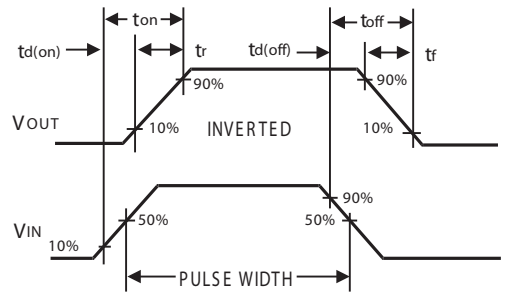 ton
toff
td(on)
tr
td(off)
tf
90%
90%
VOUT
10%
INVERTED
10%
90%
50%
50%
VIN
10%
PULSE WIDTH